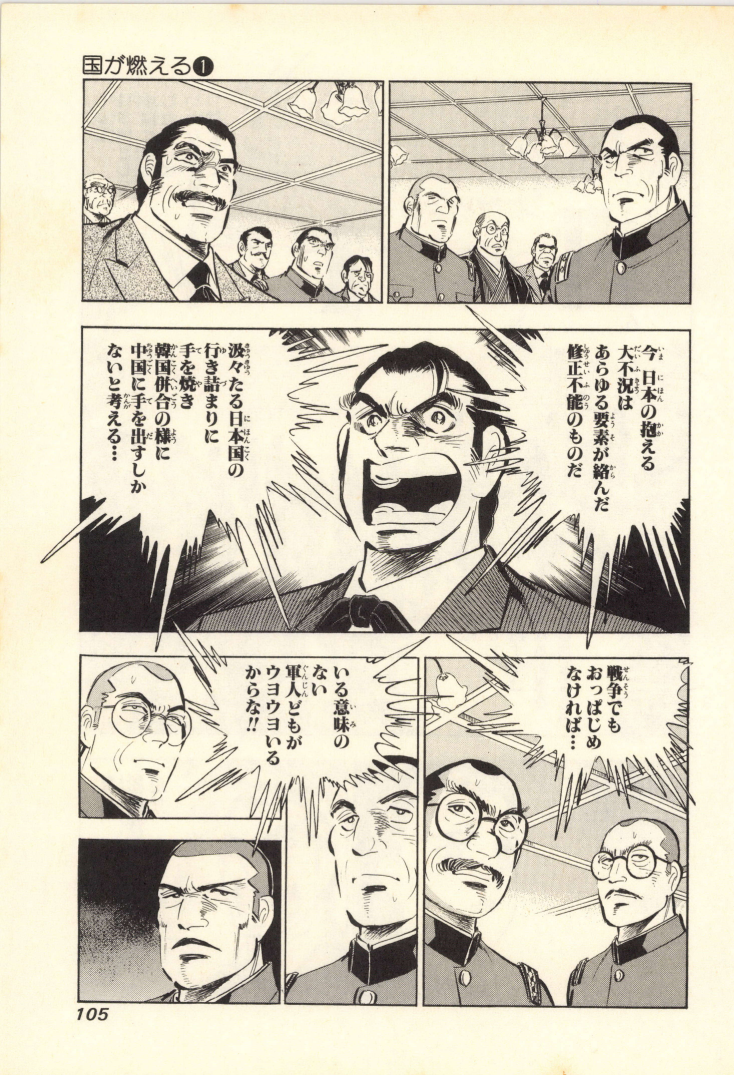 国が燃える❶
今 日本の抱える
大不況は
あらゆる要素が絡んだ
修正不能のものだ
汲々たる日本国の
行き詰まりに
手を焼き
韓国併合の様に
中国に手を出すしか
ないと考える…
戦争でも
おっぱじめ
なければ…
いる意味の
ない
軍人どもが
ウヨウヨいる
からな!!
105